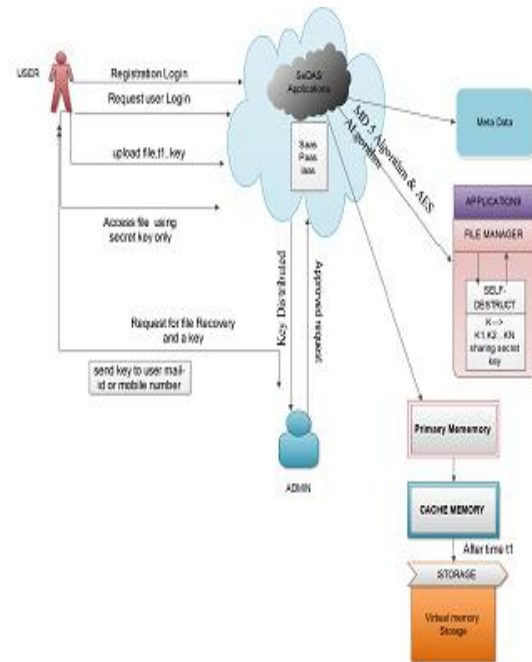 USER
Registration Login
Request user Login
upload file,t1,,key
Access file using
secret key only
Request for file Recovery
and a key
send key to user mail-
id or mobile number
SeDAS
Applications
Saas
Paas
Iaas
MD-5 Algorithm & AES
ALgorithm
Key Distributed
Approved request
ADMIN
Meta Data
APPLICATIONS
FILE MANAGER
SELF-
DESTRUCT
K--->
K1,K2...KN
sharing secret
key
Primary Mememory
CACHE MEMORY
After time t1
STORAGE
Virtual memory
Storage